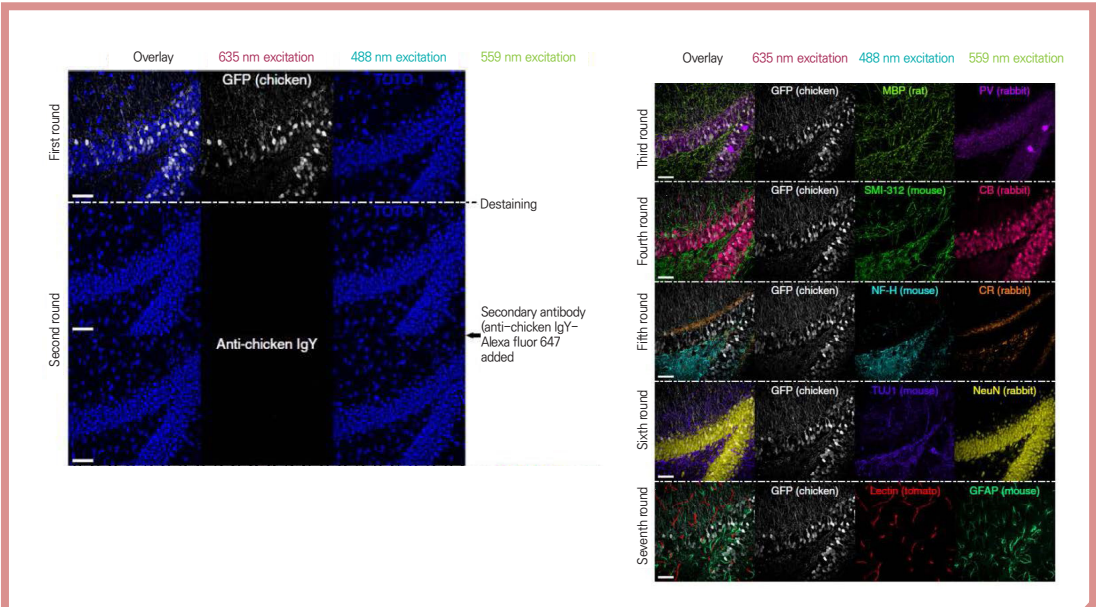 Overlay 635 nm excitation 488 nm excitation 559 nm excitation
First round
GFP (chicken) TOTO-1
Destaining
Second round
TOTO-1
Anti-chicken IgY
Secondary antibody
(anti-chicken IgY-
Alexa fluor 647
added
Overlay 635 nm excitation 488 nm excitation 559 nm excitation
Third round
GFP (chicken) MBP (rat) PV (rabbit)
Fourth round
GFP (chicken) SMI-312 (mouse) CB (rabbit)
Fifth round
GFP (chicken) NF-H (mouse) CR (rabbit)
Sixth round
GFP (chicken) TUJ1 (mouse) NeuN (rabbit)
Seventh round
GFP (chicken) Lectin (tomato) GFAP (mouse)